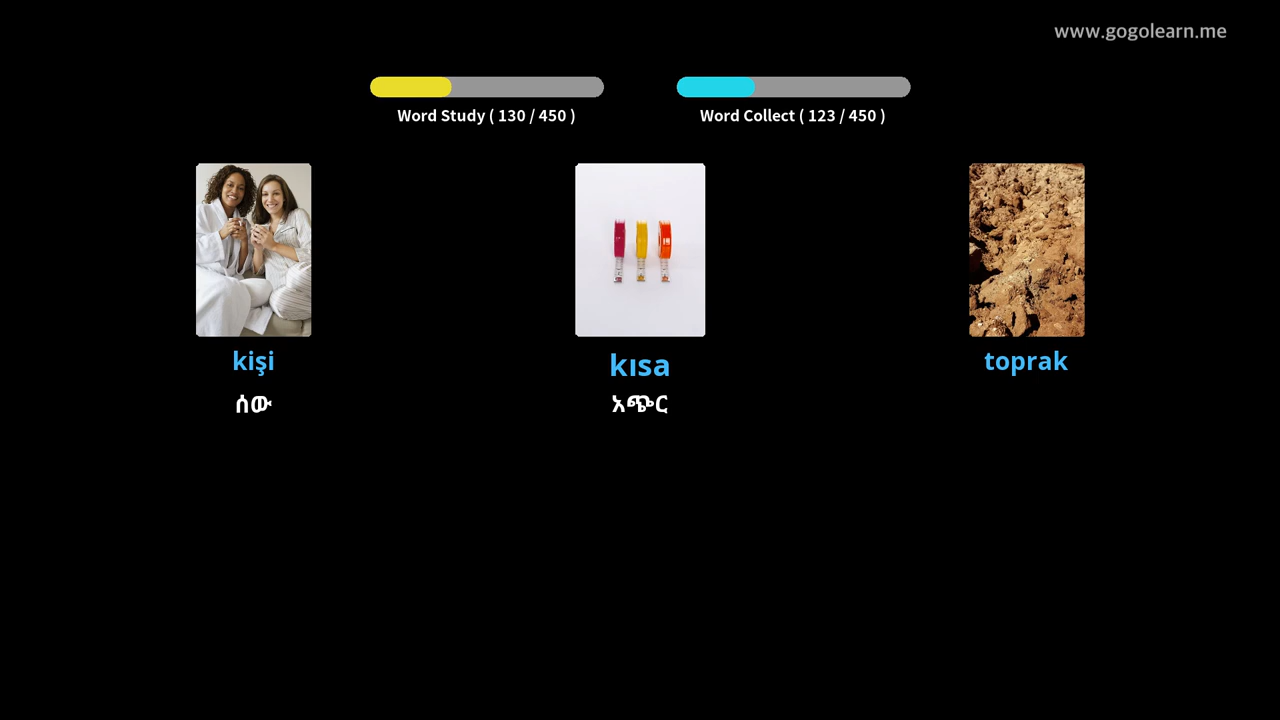 www.gogolearn.me
Word Study ( 130 / 450 )
Word Collect ( 123 / 450 )
kişi
kısa
toprak
ሰው
አጭር